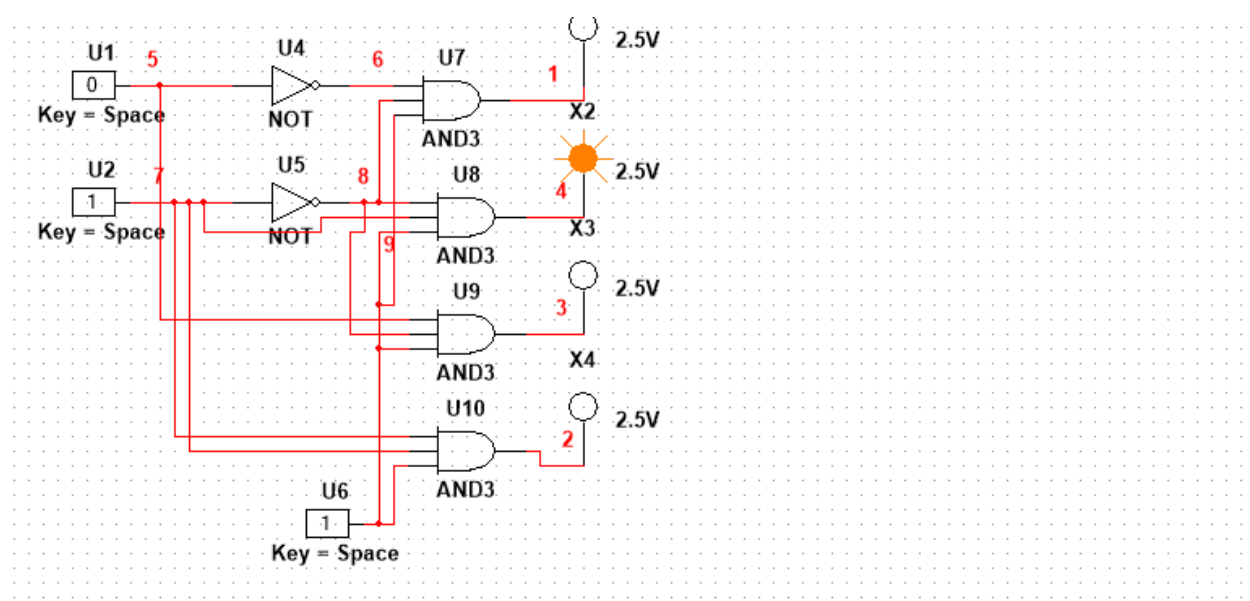 2.5V
U1
5
U4
6
U7
0
1
Key = Space
NOT
X2
AND3
U2
7
U5
8
U8
2.5V
1
4
Key = Space
NOT
9
X3
AND3
U9
2.5V
3
AND3
X4
U10
2.5V
2
U6
AND3
1
Key = Space